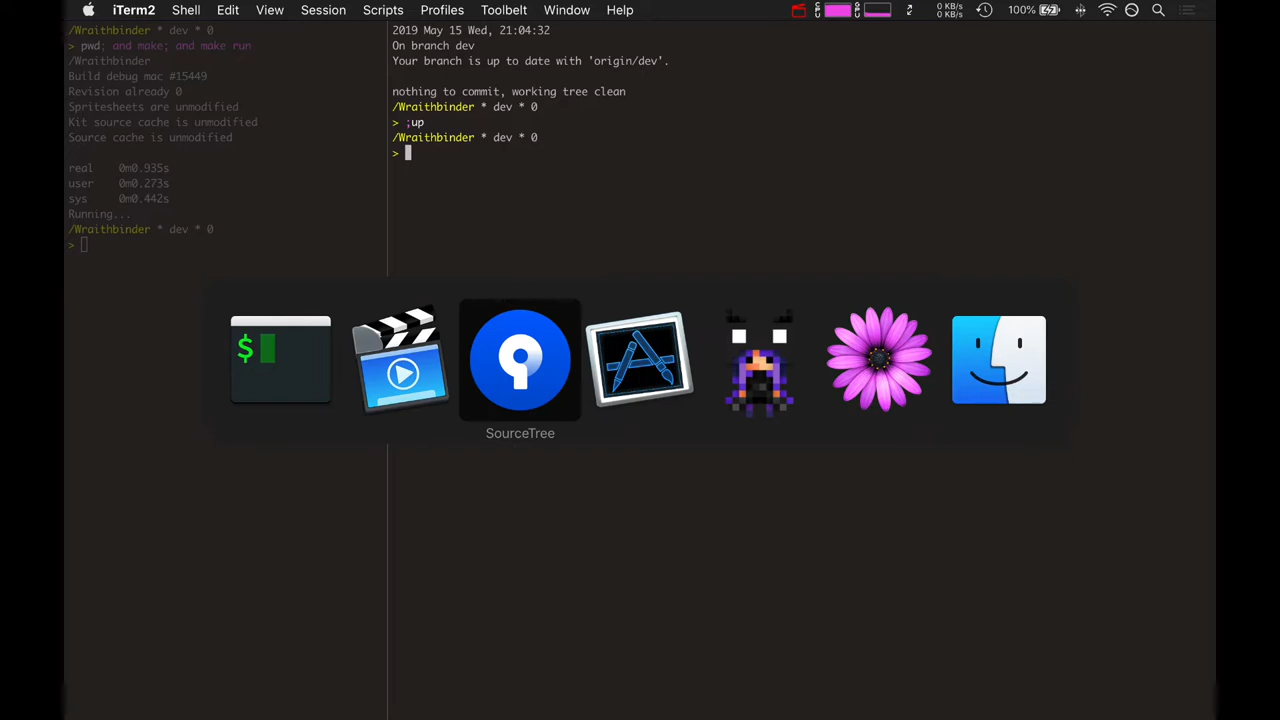 iTerm2 Shell Edit View Session Scripts Profiles Toolbelt Window Help
CPU GPU 0 KB/s 0 KB/s 100%
/Wraithbinder * dev * 0
> pwd; and make; and make run
/Wraithbinder
Build debug mac #15449
Revision already 0
Spritesheets are unmodified
Kit source cache is unmodified
Source cache is unmodified
real 0m0.935s
user 0m0.273s
sys 0m0.442s
Running...
/Wraithbinder * dev * 0
>
2019 May 15 Wed, 21:04:32
On branch dev
Your branch is up to date with 'origin/dev'.
nothing to commit, working tree clean
/Wraithbinder * dev * 0
> ;up
/Wraithbinder * dev * 0
>
$
SourceTree